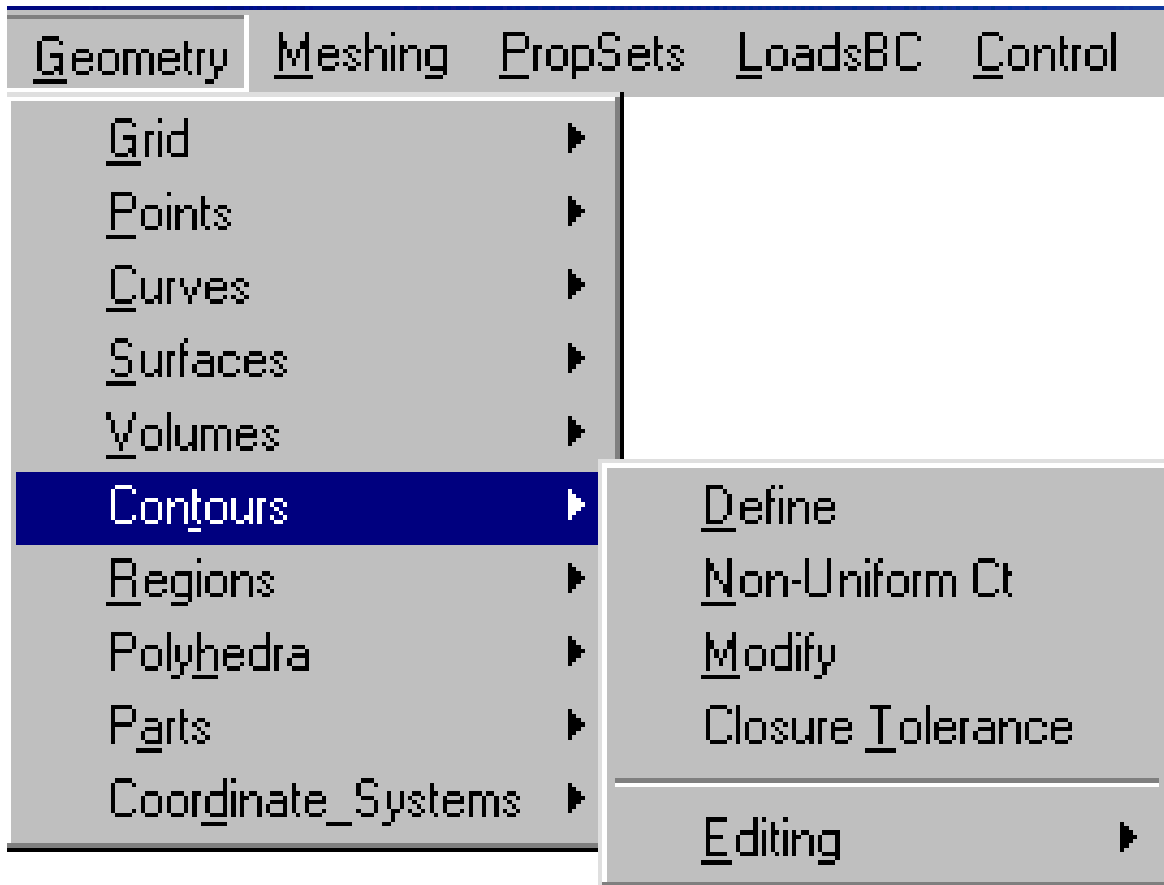 Geometry Meshing PropSets LoadsBC Control
Grid
Points
Curves
Surfaces
Volumes
Contours
Regions
Polyhedra
Parts
Coordinate_Systems
Define
Non-Uniform Ct
Modify
Closure Tolerance
Editing